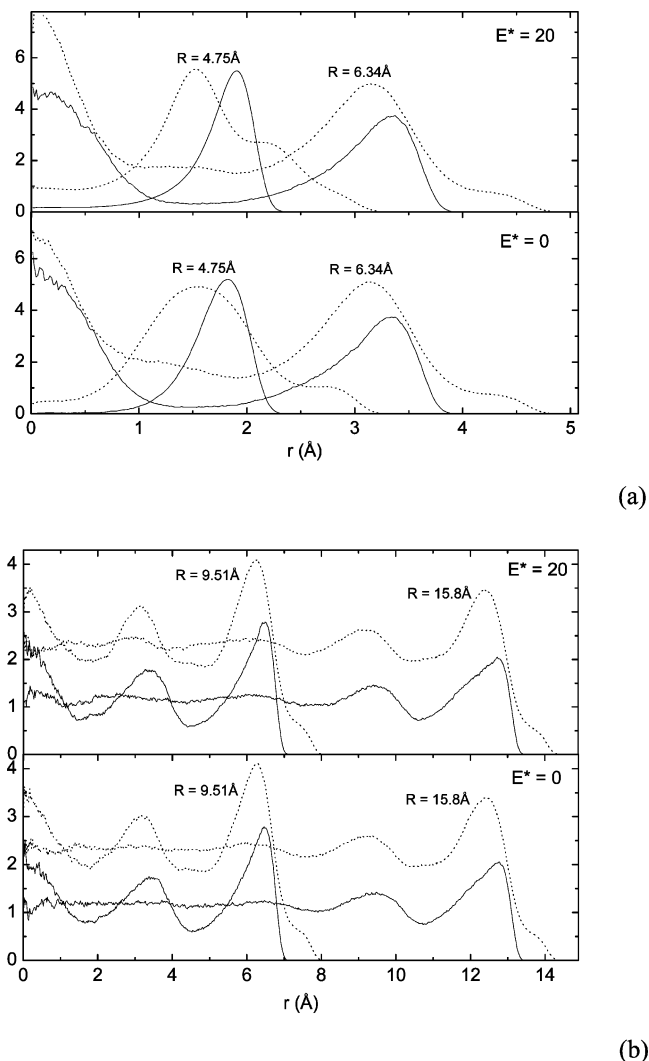 E* = 20
R = 4.75Å
R = 6.34Å
6
4
2
0
E* = 0
R = 4.75Å
R = 6.34Å
6
4
2
0
0 1 2 3 4 5
r (Å)
(a)
4
E* = 20
R = 9.51Å
R = 15.8Å
3
2
1
0
4
E* = 0
R = 9.51Å
R = 15.8Å
3
2
1
0
0 2 4 6 8 10 12 14
r (Å)
(b)